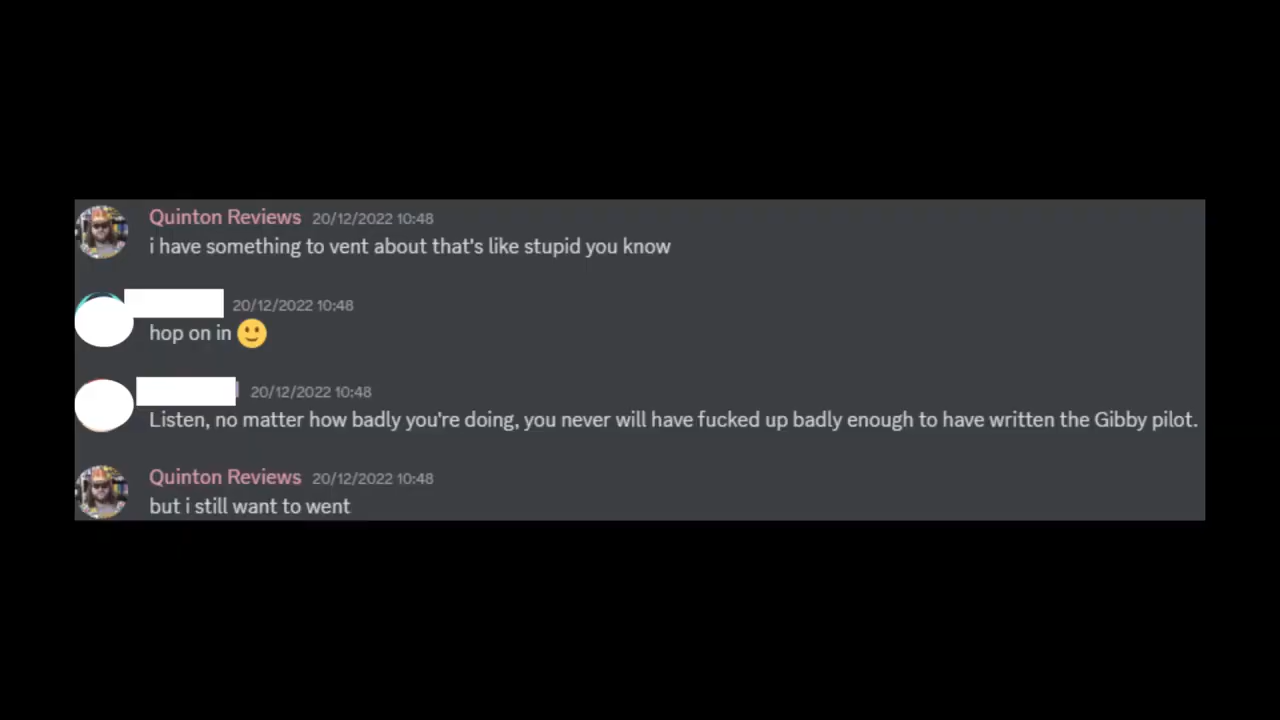 Quinton Reviews 20/12/2022 10:48
i have something to vent about that's like stupid you know
20/12/2022 10:48
hop on in 🙂
20/12/2022 10:48
Listen, no matter how badly you're doing, you never will have fucked up badly enough to have written the Gibby pilot.
Quinton Reviews 20/12/2022 10:48
but i still want to went